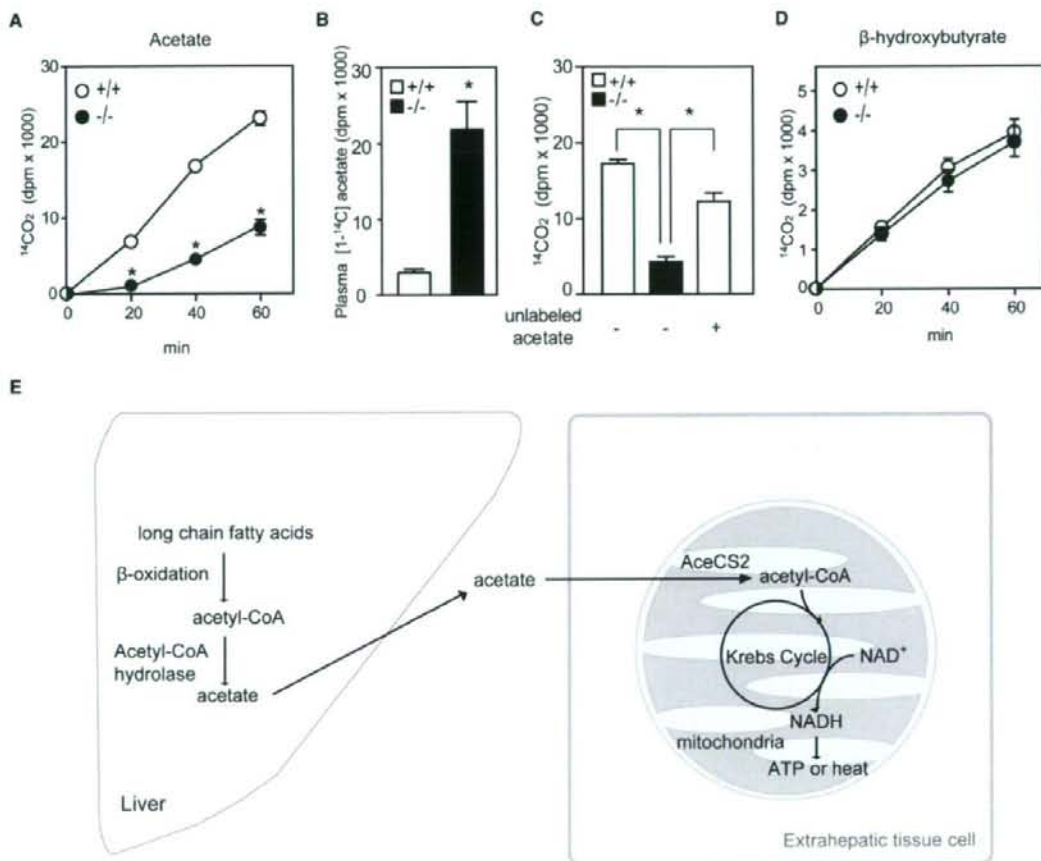 A
Acetate
+/+
-/-
¹⁴CO₂ (dpm x 1000)
30
20
10
0
*
*
*
0
20
40
60
min
B
Plasma [1-¹⁴C] acetate (dpm x 1000)
30
20
10
0
+/+
-/-
*
C
¹⁴CO₂ (dpm x 1000)
30
20
10
0
+/+
-/-
*
*
unlabeled
acetate
-
-
+
D
β-hydroxybutyrate
+/+
-/-
¹⁴CO₂ (dpm x 1000)
5
4
3
2
1
0
0
20
40
60
min
E
long chain fatty acids
β-oxidation
acetyl-CoA
Acetyl-CoA
hydrolase
acetate
Liver
acetate
AceCS2
acetyl-CoA
Krebs Cycle
NAD⁺
NADH
mitochondria
ATP or heat
Extrahepatic tissue cell